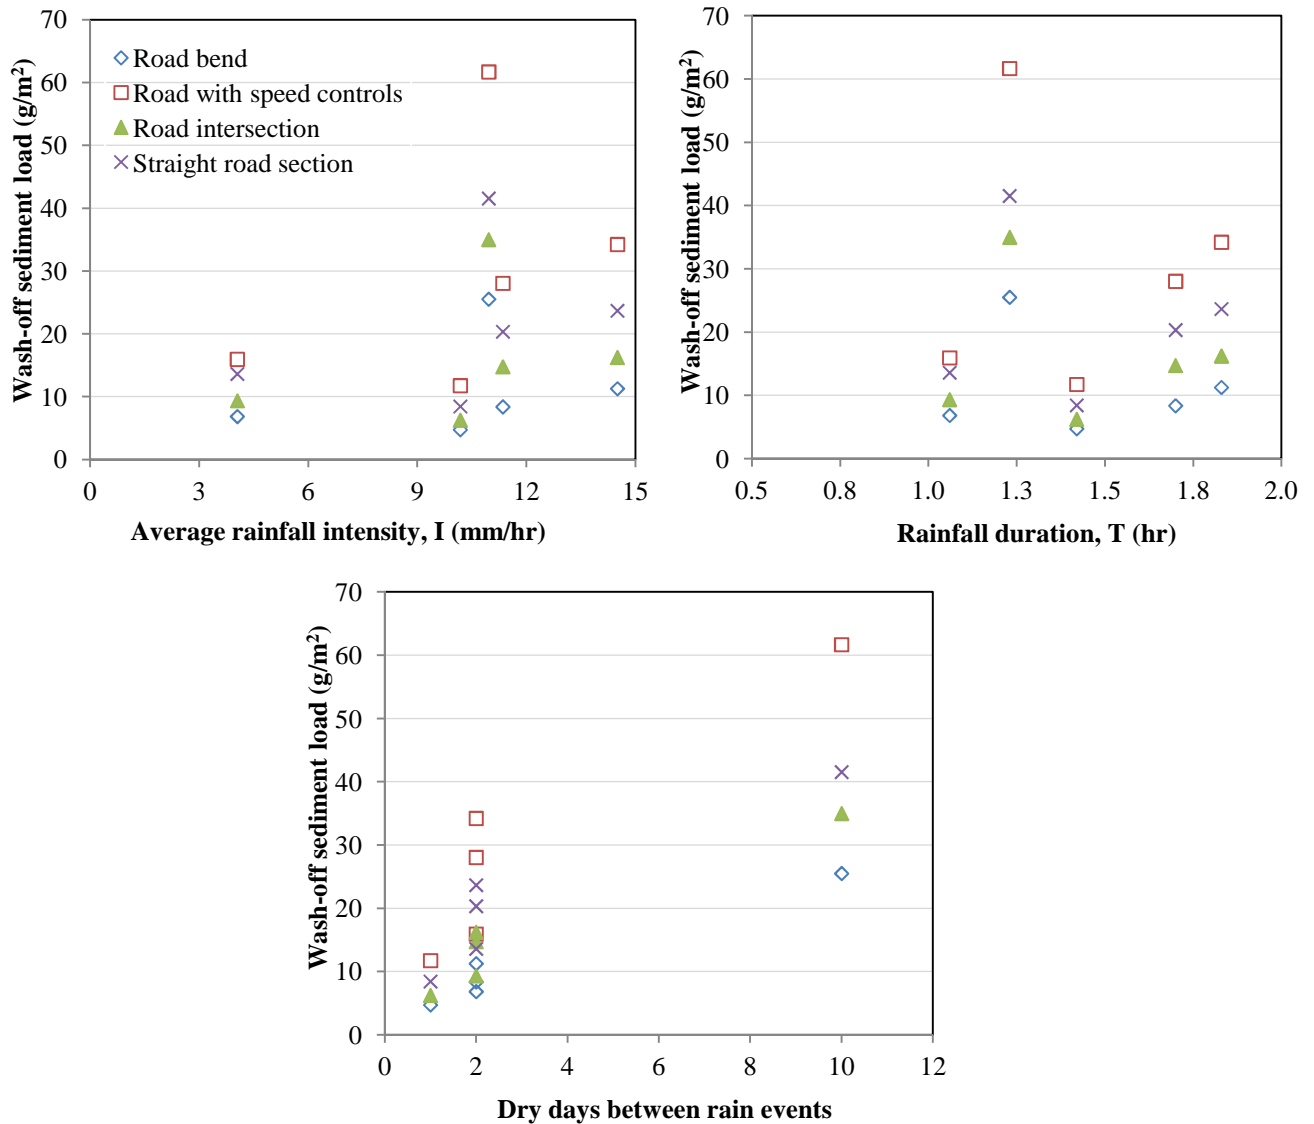 Wash-off sediment load (g/m²)
70
60
50
40
30
20
10
0
Road bend
Road with speed controls
Road intersection
Straight road section
0 3 6 9 12 15
Average rainfall intensity, I (mm/hr)
Wash-off sediment load (g/m²)
70
60
50
40
30
20
10
0
0.5 0.8 1.0 1.3 1.5 1.8 2.0
Rainfall duration, T (hr)
Wash-off sediment load (g/m²)
70
60
50
40
30
20
10
0
0 2 4 6 8 10 12
Dry days between rain events